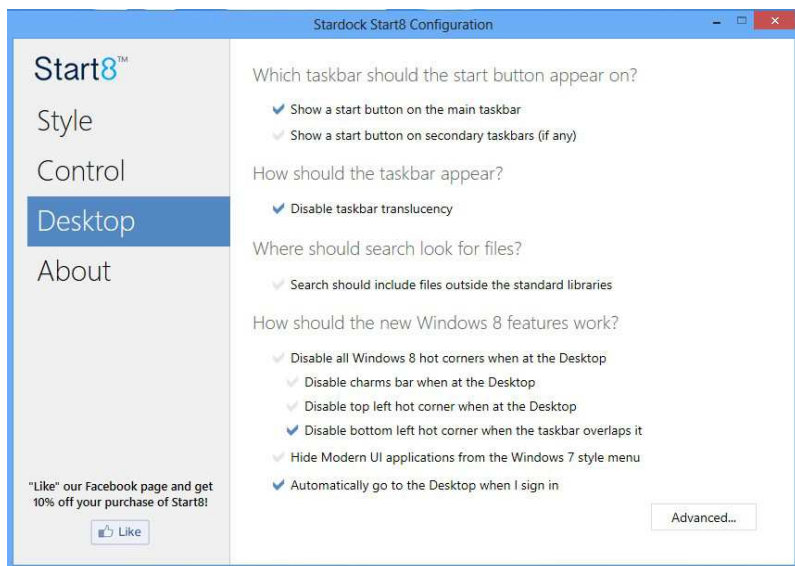 Stardock Start8 Configuration
Start8™
Style
Control
Desktop
About
"Like" our Facebook page and get
10% off your purchase of Start8!
Like
Which taskbar should the start button appear on?
Show a start button on the main taskbar
Show a start button on secondary taskbars (if any)
How should the taskbar appear?
Disable taskbar translucency
Where should search look for files?
Search should include files outside the standard libraries
How should the new Windows 8 features work?
Disable all Windows 8 hot corners when at the Desktop
Disable charms bar when at the Desktop
Disable top left hot corner when at the Desktop
Disable bottom left hot corner when the taskbar overlaps it
Hide Modern UI applications from the Windows 7 style menu
Automatically go to the Desktop when I sign in
Advanced...